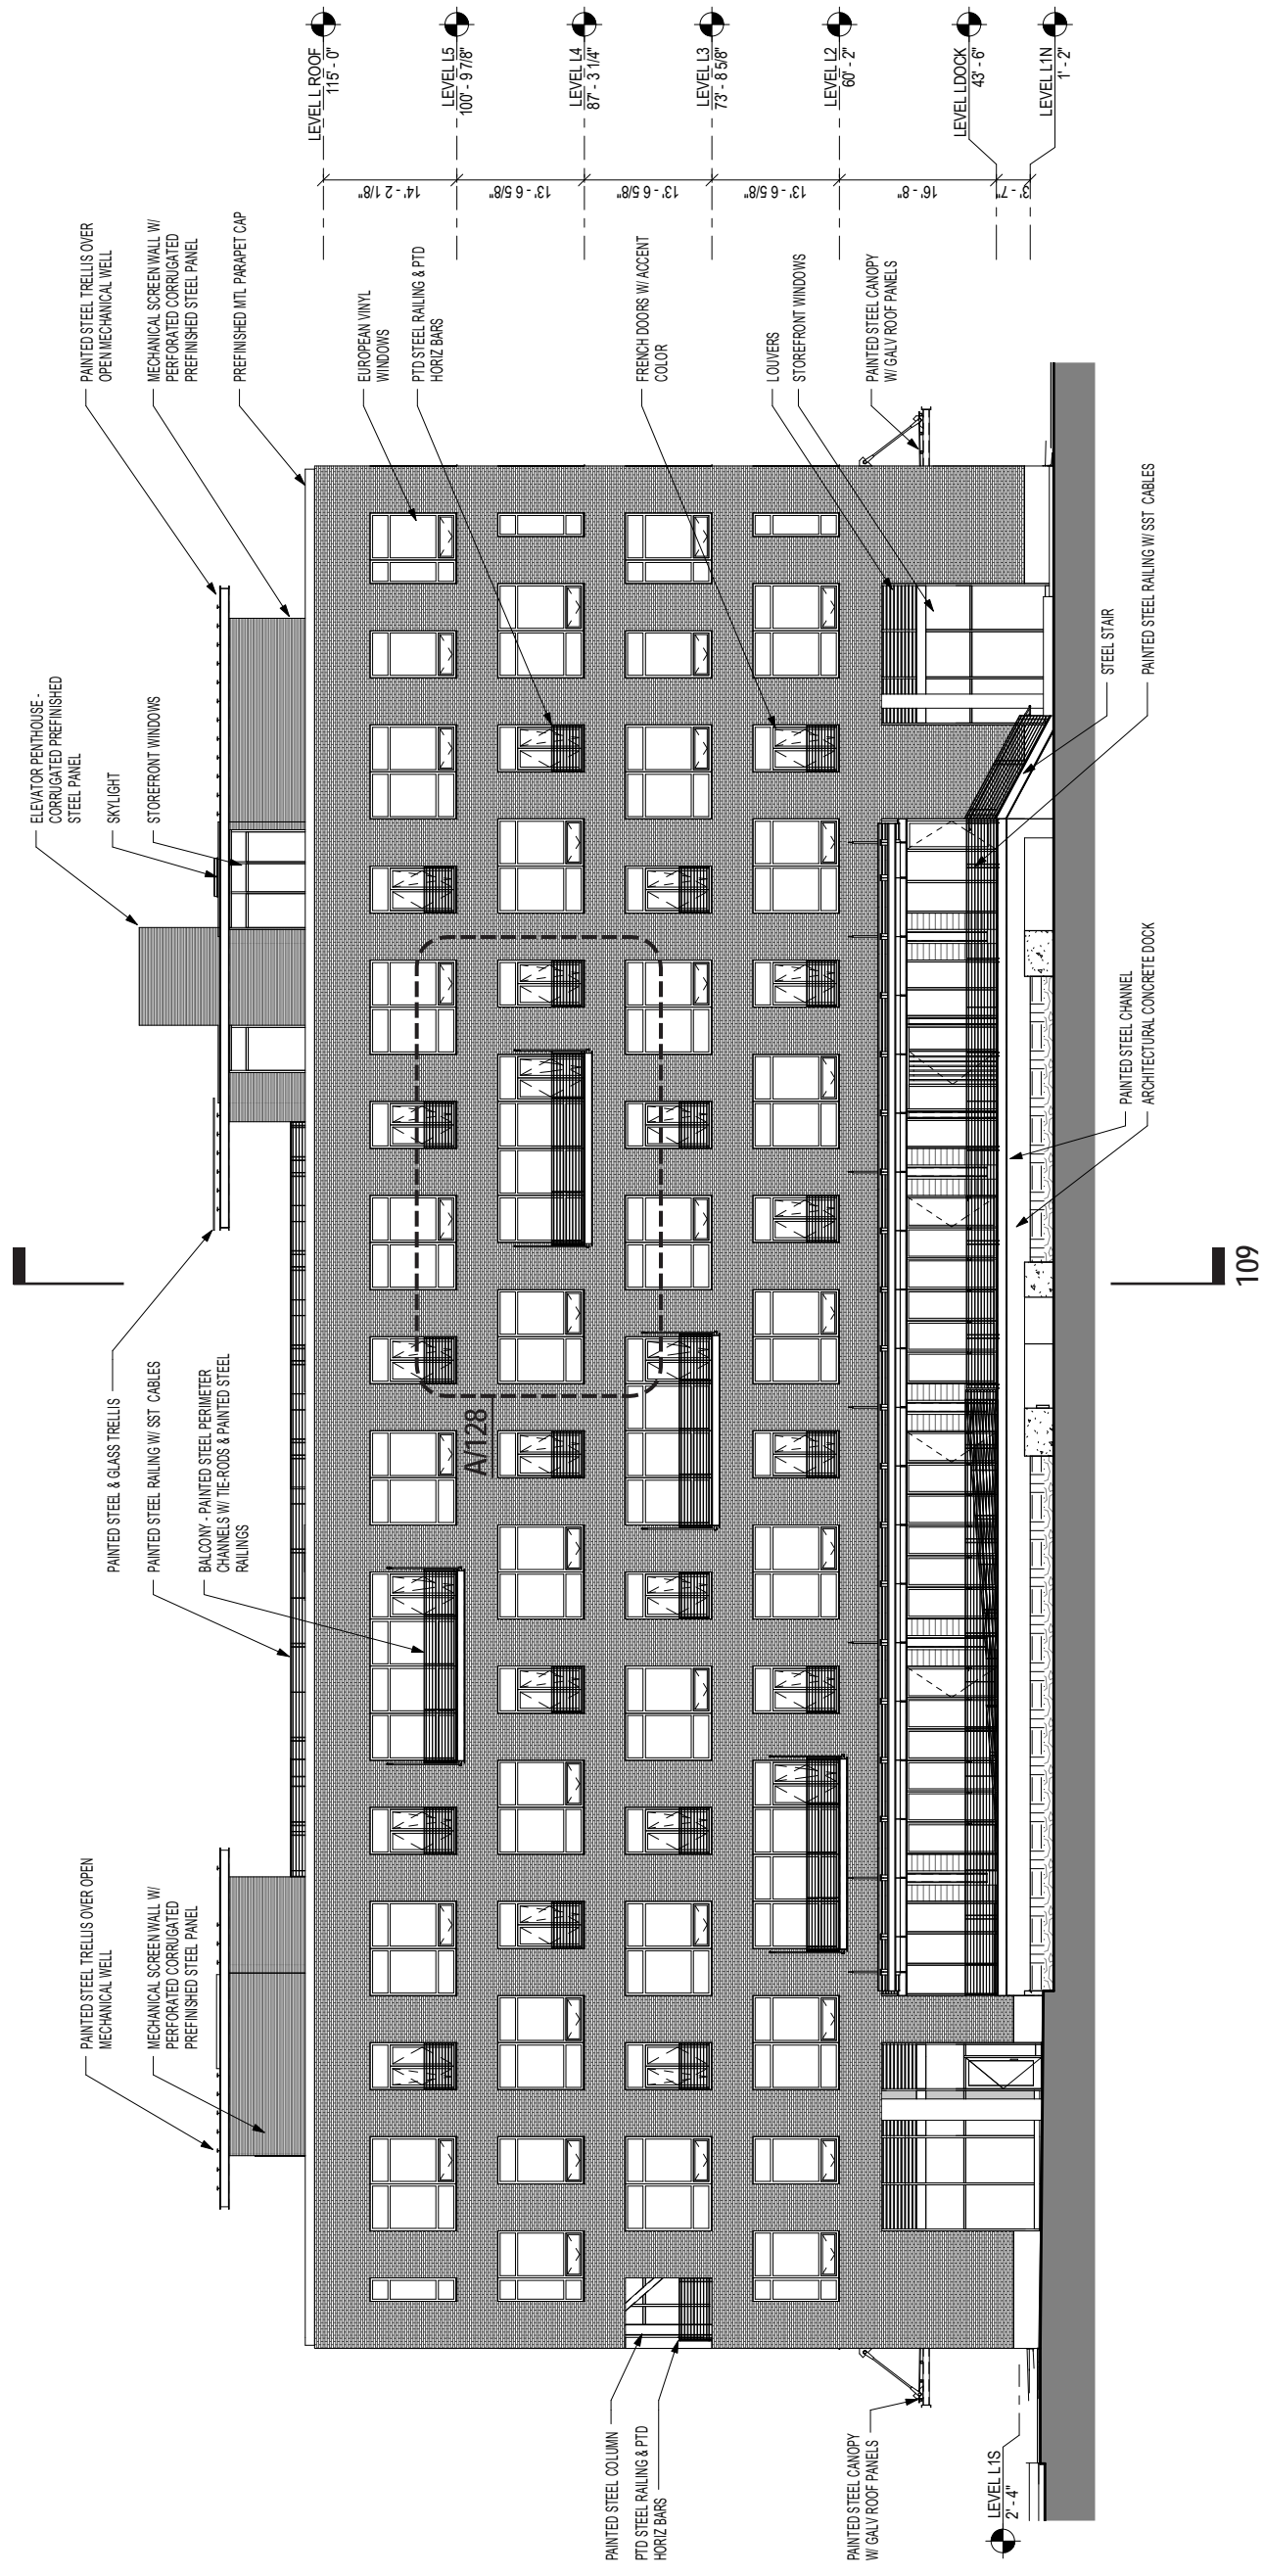 PAINTED STEEL TRELLIS OVER OPEN
MECHANICAL WELL
MECHANICAL SCREEN WALL W/
PERFORATED CORRUGATED
PREFINISHED STEEL PANEL
PAINTED STEEL & GLASS TRELLIS
PAINTED STEEL RAILING W/ SST CABLES
BALCONY - PAINTED STEEL PERIMETER
CHANNELS W/ TIE-RODS & PAINTED STEEL
RAILINGS
ELEVATOR PENTHOUSE -
CORRUGATED PREFINISHED
STEEL PANEL
SKYLIGHT
STOREFRONT WINDOWS
PAINTED STEEL TRELLIS OVER
OPEN MECHANICAL WELL
MECHANICAL SCREEN WALL W/
PERFORATED CORRUGATED
PREFINISHED STEEL PANEL
PREFINISHED MTL PARAPET CAP
EUROPEAN VINYL
WINDOWS
PTD STEEL RAILING & PTD
HORIZ BARS
FRENCH DOORS W/ ACCENT
COLOR
LOUVERS
STOREFRONT WINDOWS
PAINTED STEEL CANOPY
W/ GALV ROOF PANELS
LEVEL L ROOF
115' - 0"
LEVEL L5
100' - 9 7/8"
LEVEL L4
87' - 3 1/4"
LEVEL L3
73' - 8 5/8"
LEVEL L2
60' - 2"
LEVEL LDOCK
43' - 6"
LEVEL L1N
1' - 2"
14' - 2 1/8"
13' - 6 5/8"
13' - 6 5/8"
13' - 6 5/8"
16' - 8"
3' - 7"
A/128
PAINTED STEEL COLUMN
PTD STEEL RAILING & PTD
HORIZ BARS
PAINTED STEEL CANOPY
W/ GALV ROOF PANELS
LEVEL L1S
2' - 4"
STEEL STAIR
PAINTED STEEL RAILING W/ SST CABLES
PAINTED STEEL CHANNEL
ARCHITECTURAL CONCRETE DOCK
109